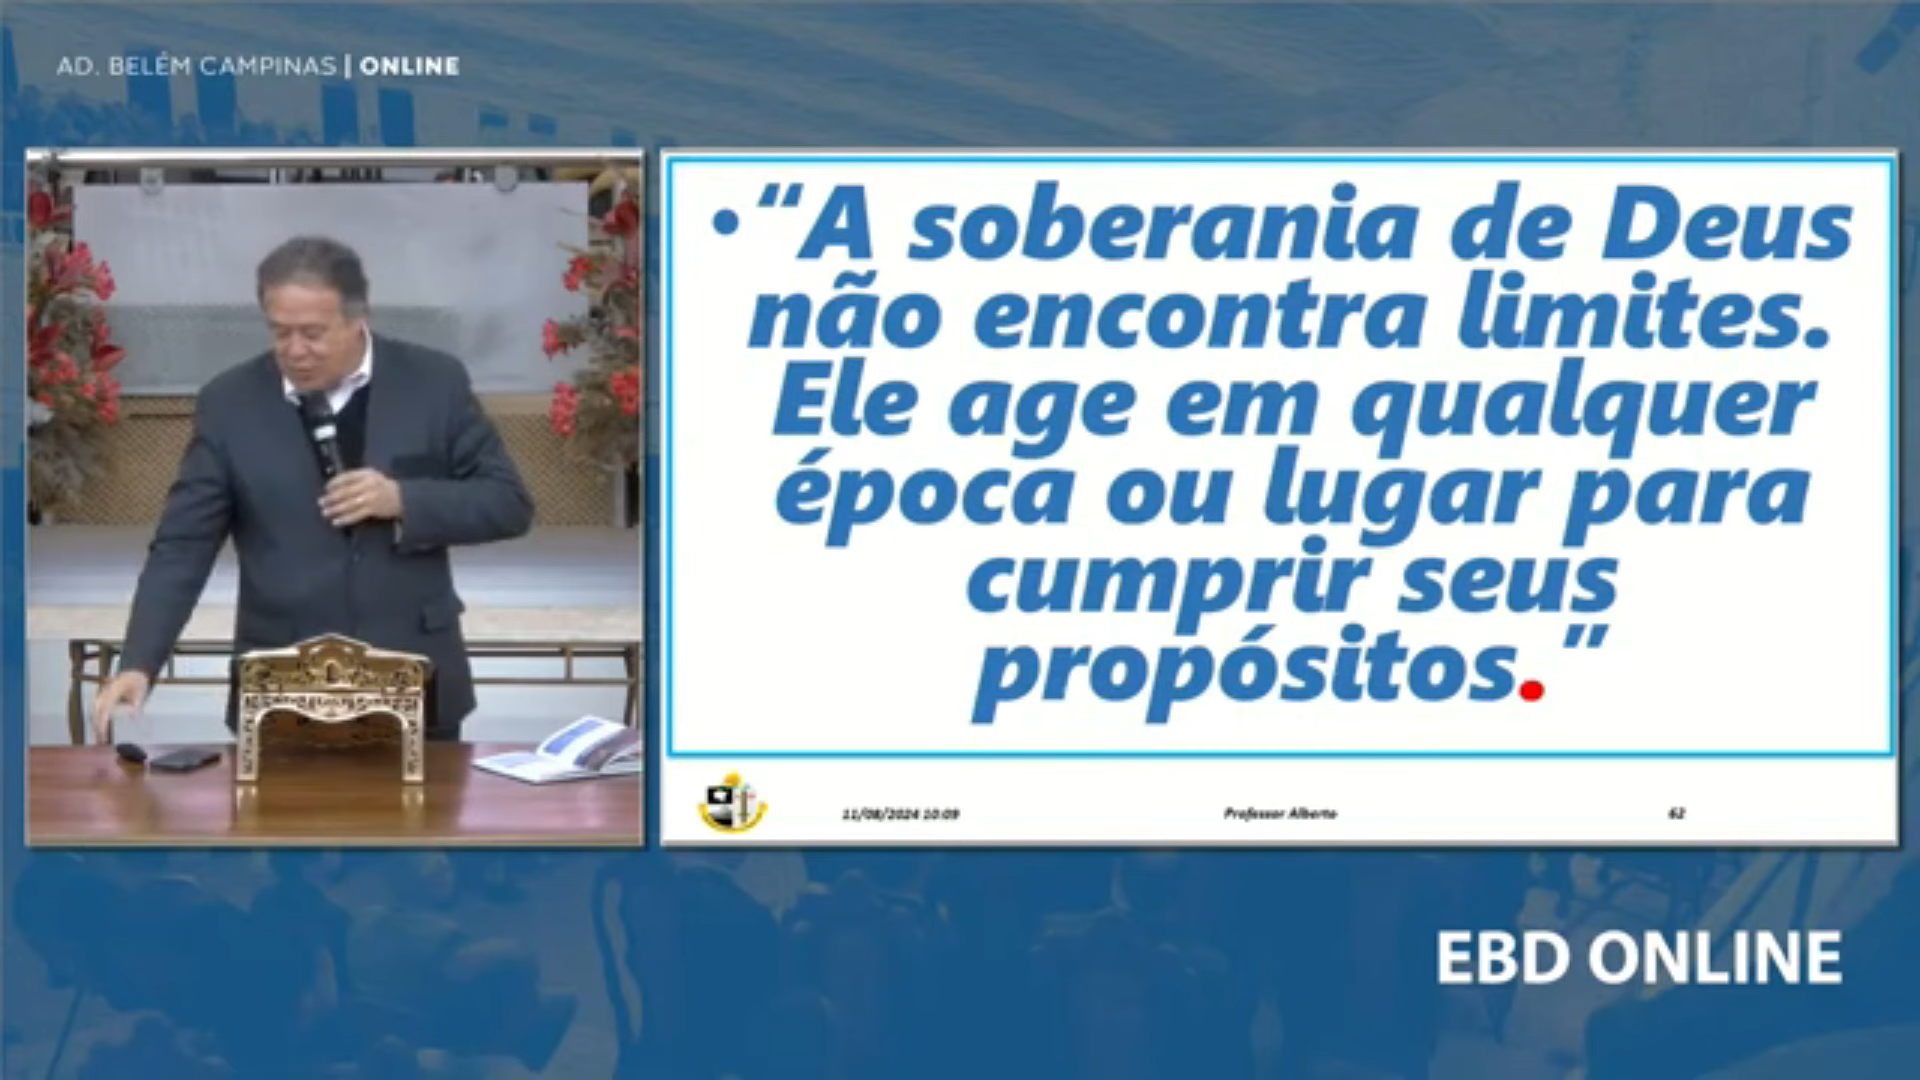 AD. BELÉM CAMPINAS | ONLINE
•“A soberania de Deus
não encontra limites.
Ele age em qualquer
época ou lugar para
cumprir seus
propósitos.”
11/08/2024 10:09 Professor Alberto 62
EBD ONLINE